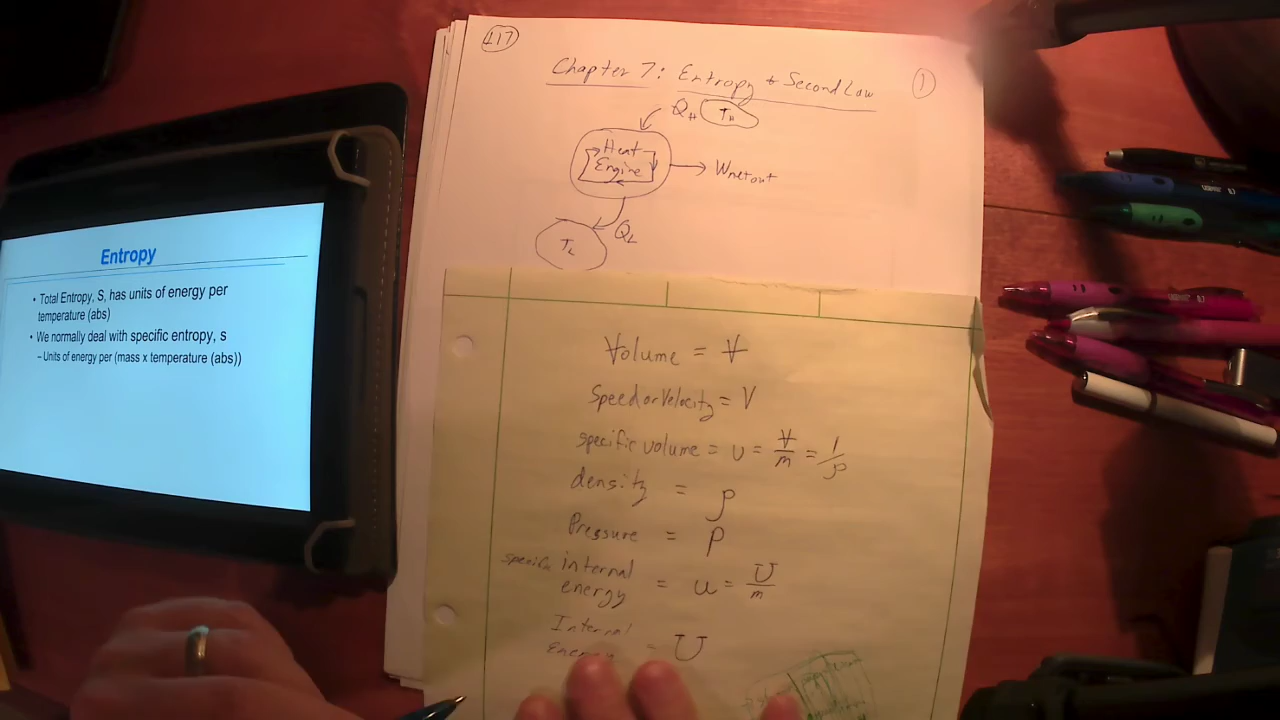 117
Chapter 7: Entropy + Second Law
1
QH TH
Heat
Engine
Wnet out
QL
TL
Entropy
• Total Entropy, S, has units of energy per
temperature (abs)
• We normally deal with specific entropy, s
– Units of energy per (mass x temperature (abs))
Volume = V
Speed or Velocity = V
specific volume = υ = V/m = 1/ρ
density = ρ
Pressure = P
specific internal
energy = u = U/m
Internal
Energy = U